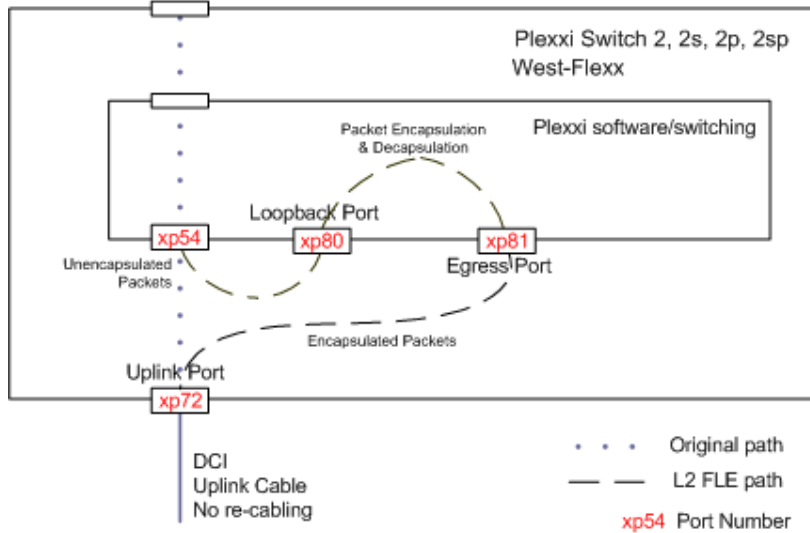 Plexxi Switch 2, 2s, 2p, 2sp
West-Flexx
Packet Encapsulation
& Decapsulation
Plexxi software/switching
Loopback Port
xp54
xp80
xp81
Unencapsulated
Packets
Egress Port
Encapsulated Packets
Uplink Port
xp72
DCI
Uplink Cable
No re-cabling
Original path
L2 FLE path
xp54 Port Number